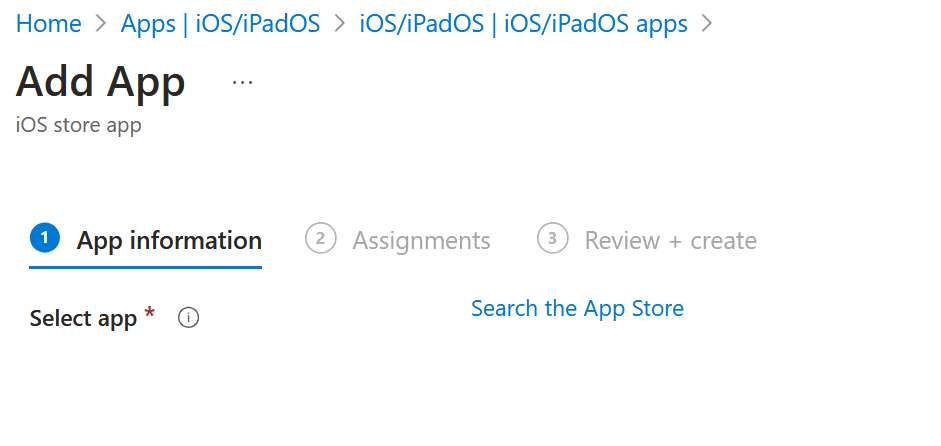 Home > Apps | iOS/iPadOS > iOS/iPadOS | iOS/iPadOS apps >
Add App ...
iOS store app
1 App information 2 Assignments 3 Review + create
Select app * i Search the App Store